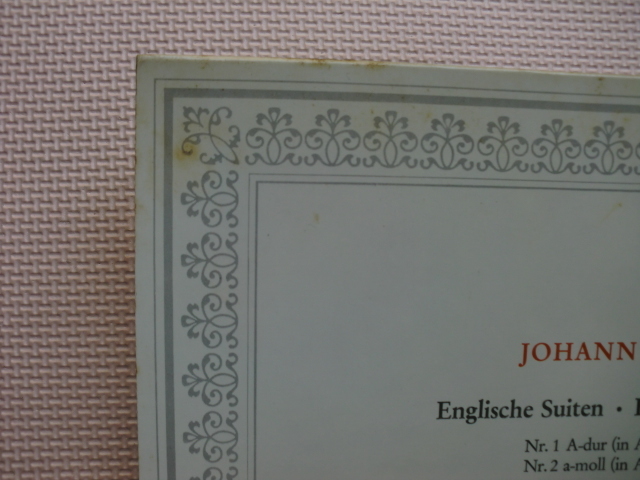 JOHANN
Englische Suiten ·
Nr. 1 A-dur (in A
Nr. 2 a-moll (in A